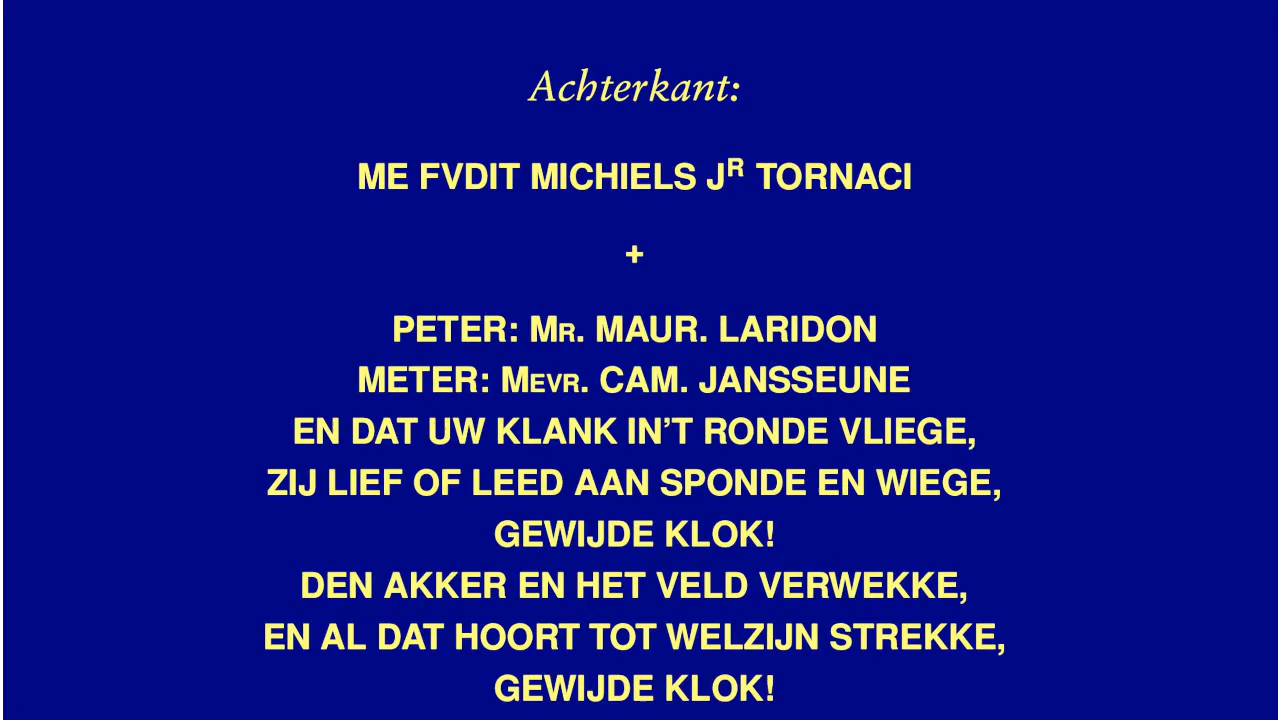 Achterkant:
ME FVDIT MICHIELS Jᴿ TORNACI
+
PETER: Mr. MAUR. LARIDON
METER: Mevr. CAM. JANSSEUNE
EN DAT UW KLANK IN’T RONDE VLIEGE,
ZIJ LIEF OF LEED AAN SPONDE EN WIEGE,
GEWIJDE KLOK!
DEN AKKER EN HET VELD VERWEKKE,
EN AL DAT HOORT TOT WELZIJN STREKKE,
GEWIJDE KLOK!